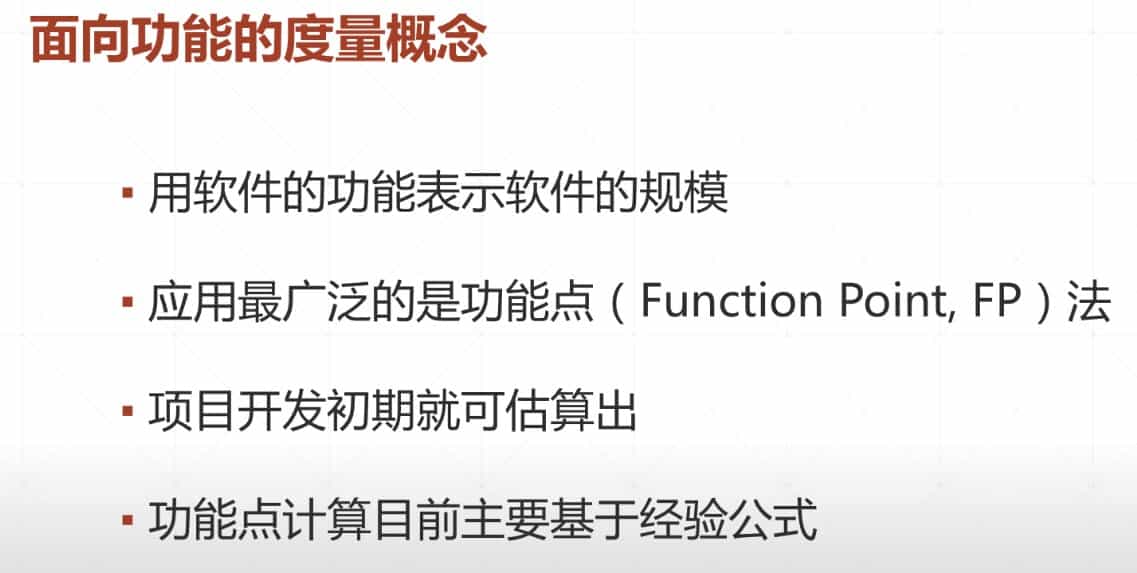 面向功能的度量概念
▪ 用软件的功能表示软件的规模
▪ 应用最广泛的是功能点（Function Point, FP）法
▪ 项目开发初期就可估算出
▪ 功能点计算目前主要基于经验公式